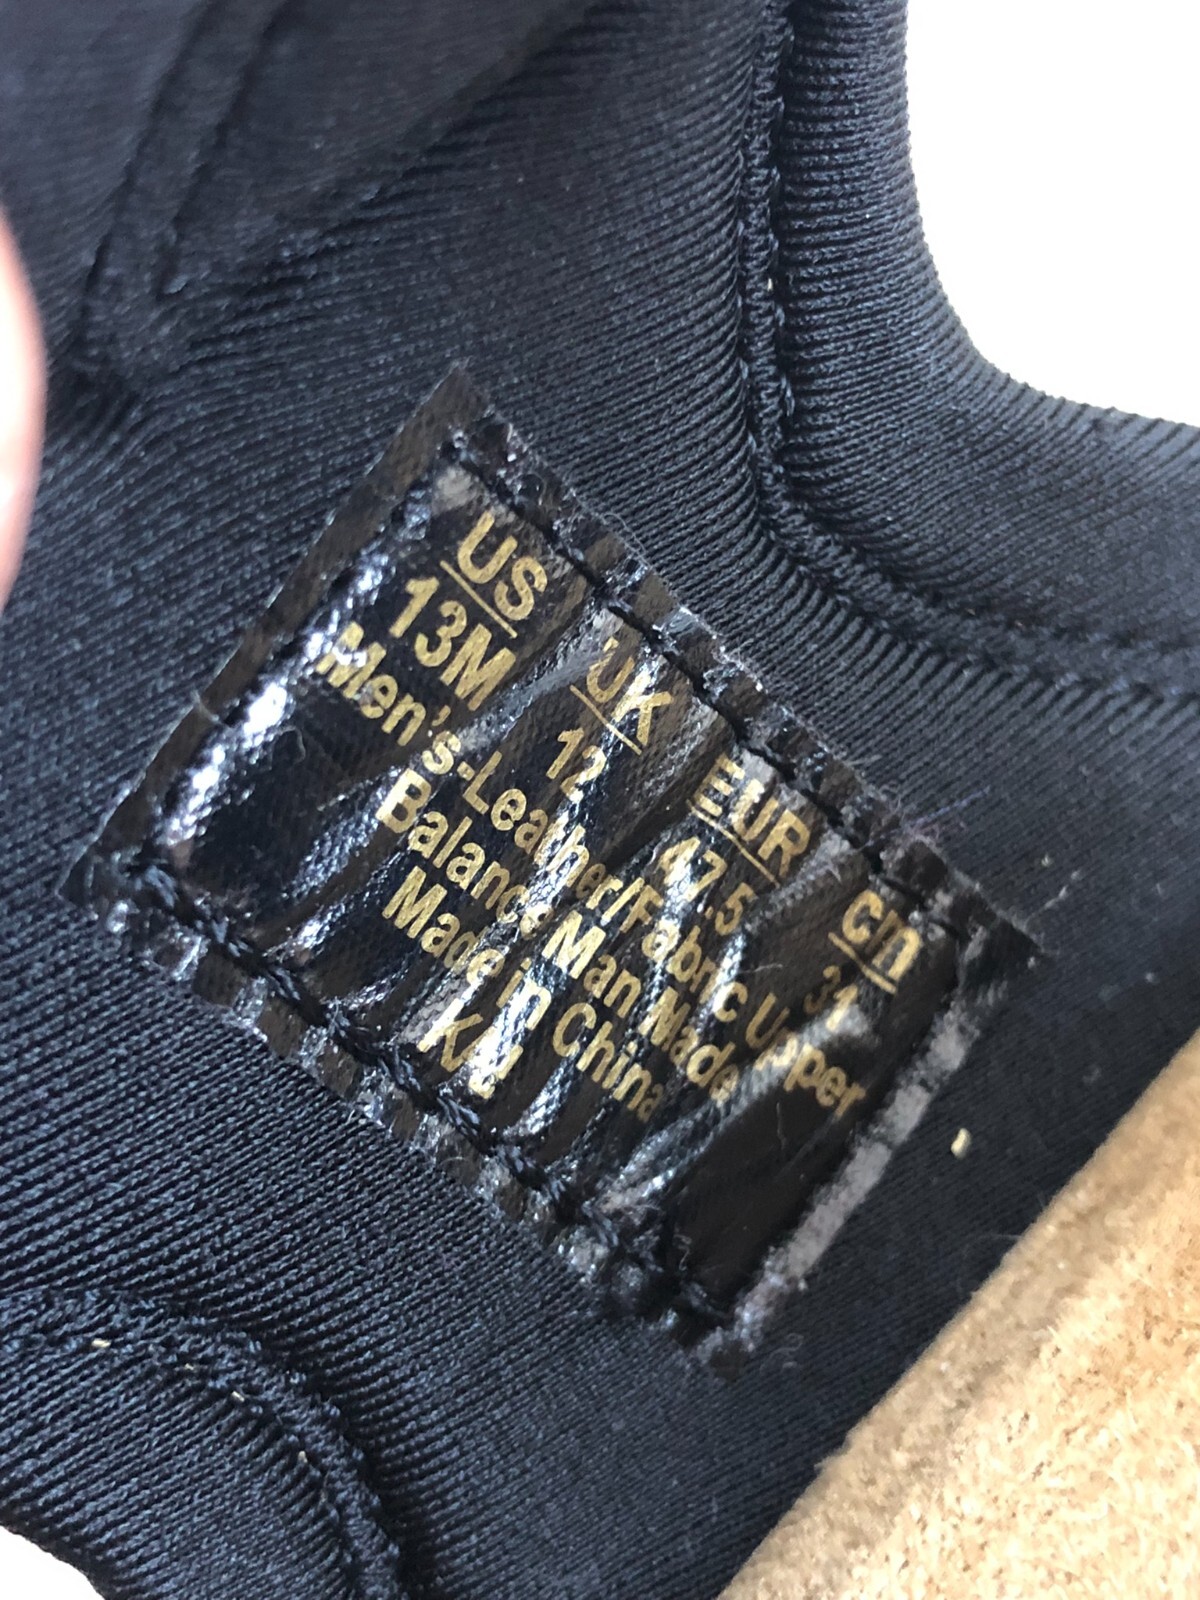 US UK EUR cm
13M 12 47.5 31
Men's-Leather/Fabric Upper
Balance Man Made
Made in China